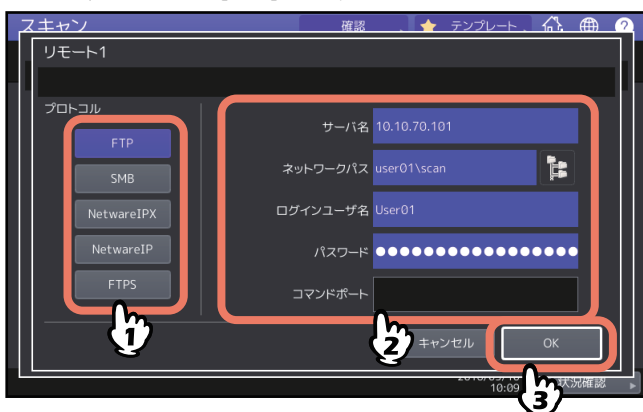 スキャン 確認 テンプレート ?
リモート1
プロトコル
FTP
SMB
NetwareIPX
NetwareIP
FTPS
サーバ名 10.10.70.101
ネットワークパス user01\scan
ログインユーザ名 User01
パスワード ●●●●●●●●●●●●●●●●●
コマンドポート
キャンセル OK
1
2
3
10:09 状況確認